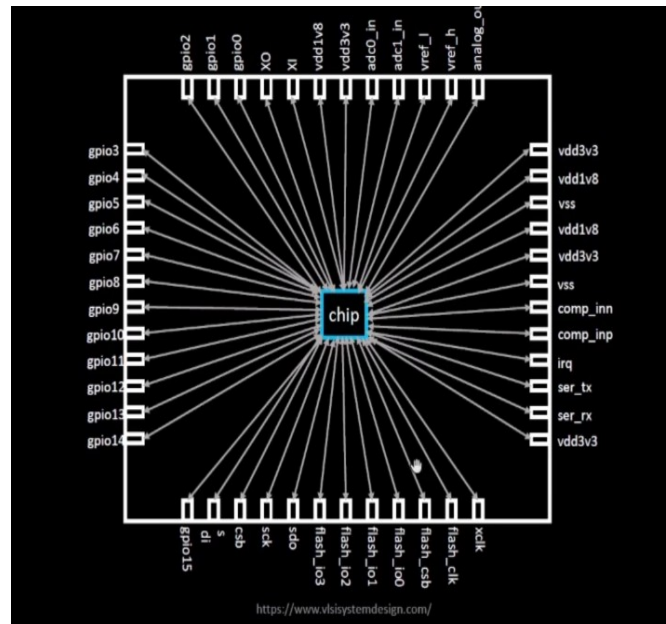 gpio2
gpio1
gpio0
XO
XI
vdd1v8
vdd3v3
adc0_in
adc1_in
vref_l
vref_h
gpio3
gpio4
gpio5
gpio6
gpio7
gpio8
gpio9
gpio10
gpio11
gpio12
gpio13
gpio14
chip
vdd3v3
vdd1v8
vss
vdd1v8
vdd3v3
vss
comp_inn
comp_inp
irq
ser_tx
ser_rx
vdd3v3
gpio15
s
di
csb
sck
sdo
flash_io3
flash_io2
flash_io1
flash_io0
flash_csb
flash_clk
xclk
https://www.vlsisystemdesign.com/